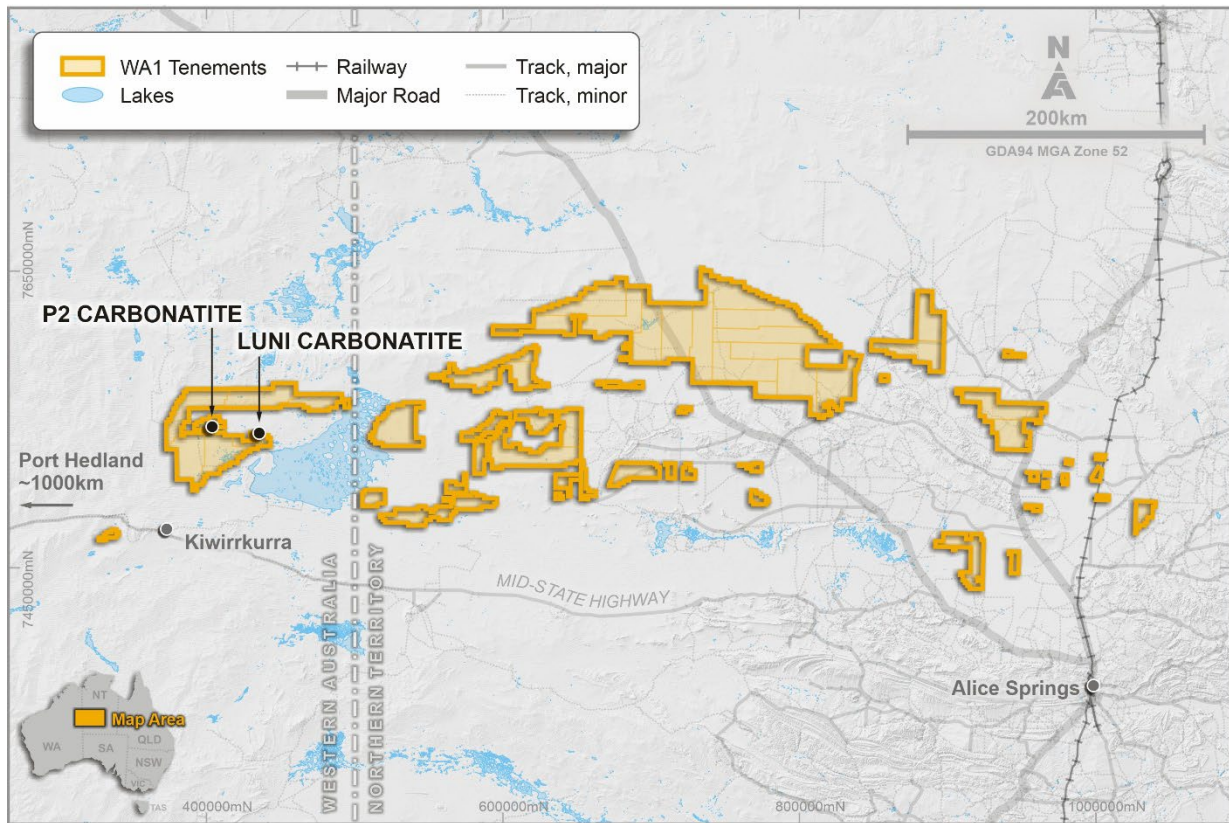 WA1 Tenements
Railway
Track, major
Lakes
Major Road
Track, minor
N
200km
GDA94 MGA Zone 52
7650000mN
P2 CARBONATITE
LUNI CARBONATITE
Port Hedland
~1000km
Kiwirrkurra
7450000mN
MID-STATE HIGHWAY
WESTERN AUSTRALIA
NORTHERN TERRITORY
Alice Springs
NT
Map Area
WA
QLD
SA
NSW
VIC
TAS
400000mN
600000mN
800000mN
1000000mN